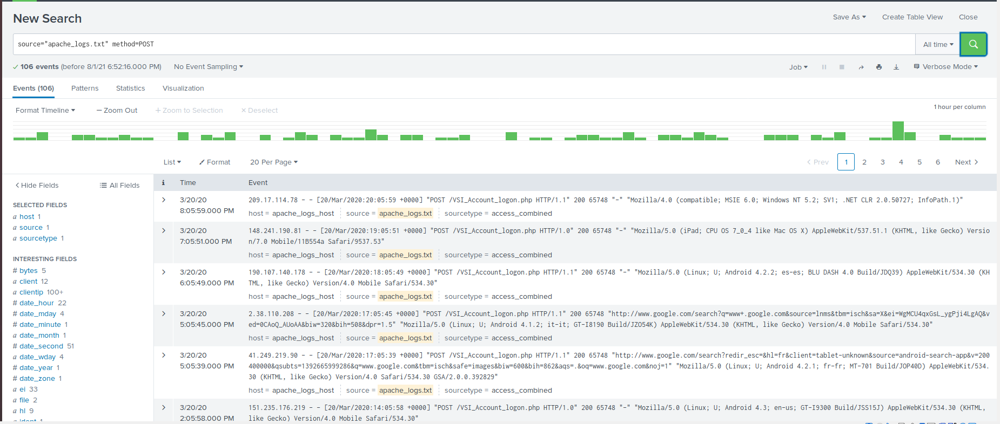 New Search
Save As
Create Table View
Close
source="apache_logs.txt" method=POST
All time
106 events (before 8/1/21 6:52:16.000 PM)
No Event Sampling
Job
Verbose Mode
Events (106)
Patterns
Statistics
Visualization
Format Timeline
— Zoom Out
+ Zoom to Selection
× Deselect
1 hour per column
List
Format
20 Per Page
< Prev
1
2
3
4
5
6
Next >
< Hide Fields
All Fields
SELECTED FIELDS
a host 1
a source 1
a sourcetype 1
INTERESTING FIELDS
# bytes 5
a client 12
a clientip 100+
# date_hour 22
# date_mday 4
# date_minute 1
a date_month 1
# date_second 51
a date_wday 4
# date_year 1
# date_zone 1
a ei 33
a file 2
a hl 9
a ident 1
i
Time
Event
> 3/20/20
8:05:59.000 PM
209.17.114.78 - - [20/Mar/2020:20:05:59 +0000] "POST /VSI_Account_logon.php HTTP/1.1" 200 65748 "-" "Mozilla/4.0 (compatible; MSIE 6.0; Windows NT 5.2; SV1; .NET CLR 2.0.50727; InfoPath.1)"
host = apache_logs_host source = apache_logs.txt sourcetype = access_combined
> 3/20/20
7:05:51.000 PM
148.241.190.81 - - [20/Mar/2020:19:05:51 +0000] "POST /VSI_Account_logon.php HTTP/1.0" 200 65748 "-" "Mozilla/5.0 (iPad; CPU OS 7_0_4 like Mac OS X) AppleWebKit/537.51.1 (KHTML, like Gecko) Versio
n/7.0 Mobile/11B554a Safari/9537.53"
host = apache_logs_host source = apache_logs.txt sourcetype = access_combined
> 3/20/20
6:05:49.000 PM
190.107.140.178 - - [20/Mar/2020:18:05:49 +0000] "POST /VSI_Account_logon.php HTTP/1.1" 200 65748 "-" "Mozilla/5.0 (Linux; U; Android 4.2.2; es-es; BLU DASH 4.0 Build/JDQ39) AppleWebKit/534.30 (KH
TML, like Gecko) Version/4.0 Mobile Safari/534.30"
host = apache_logs_host source = apache_logs.txt sourcetype = access_combined
> 3/20/20
5:05:45.000 PM
2.38.110.208 - - [20/Mar/2020:17:05:45 +0000] "POST /VSI_Account_logon.php HTTP/1.1" 200 65748 "http://www.google.com/search?q=www+.google.com&source=lnms&tbm=isch&sa=X&ei=WgMCU4qxGsL_ygPji4LgAQ&v
ed=0CAoQ_AUoAA&biw=320&bih=508&dpr=1.5" "Mozilla/5.0 (Linux; U; Android 4.1.2; it-it; GT-I8190 Build/JZO54K) AppleWebKit/534.30 (KHTML, like Gecko) Version/4.0 Mobile Safari/534.30"
host = apache_logs_host source = apache_logs.txt sourcetype = access_combined
> 3/20/20
5:05:39.000 PM
41.249.219.90 - - [20/Mar/2020:17:05:39 +0000] "POST /VSI_Account_logon.php HTTP/1.1" 200 65748 "http://www.google.com/search?redir_esc=&hl=fr&client=tablet-unknown&source=android-search-app&v=200
400000&qsubts=1392665999286&q=www.google.com&tbm=isch&safe=images&biw=600&bih=862&aqs=.&oq=www.google.com&noj=1" "Mozilla/5.0 (Linux; U; Android 4.2.1; fr-fr; MT-701 Build/JOP40D) AppleWebKit/534.
30 (KHTML, like Gecko) Version/4.0 Safari/534.30 GSA/2.0.0.392829"
host = apache_logs_host source = apache_logs.txt sourcetype = access_combined
> 3/20/20
2:05:58.000 PM
151.235.176.219 - - [20/Mar/2020:14:05:58 +0000] "POST /VSI_Account_logon.php HTTP/1.0" 200 65748 "-" "Mozilla/5.0 (Linux; U; Android 4.3; en-us; GT-I9300 Build/JSS15J) AppleWebKit/534.30 (KHTML,
like Gecko) Version/4.0 Mobile Safari/534.30"